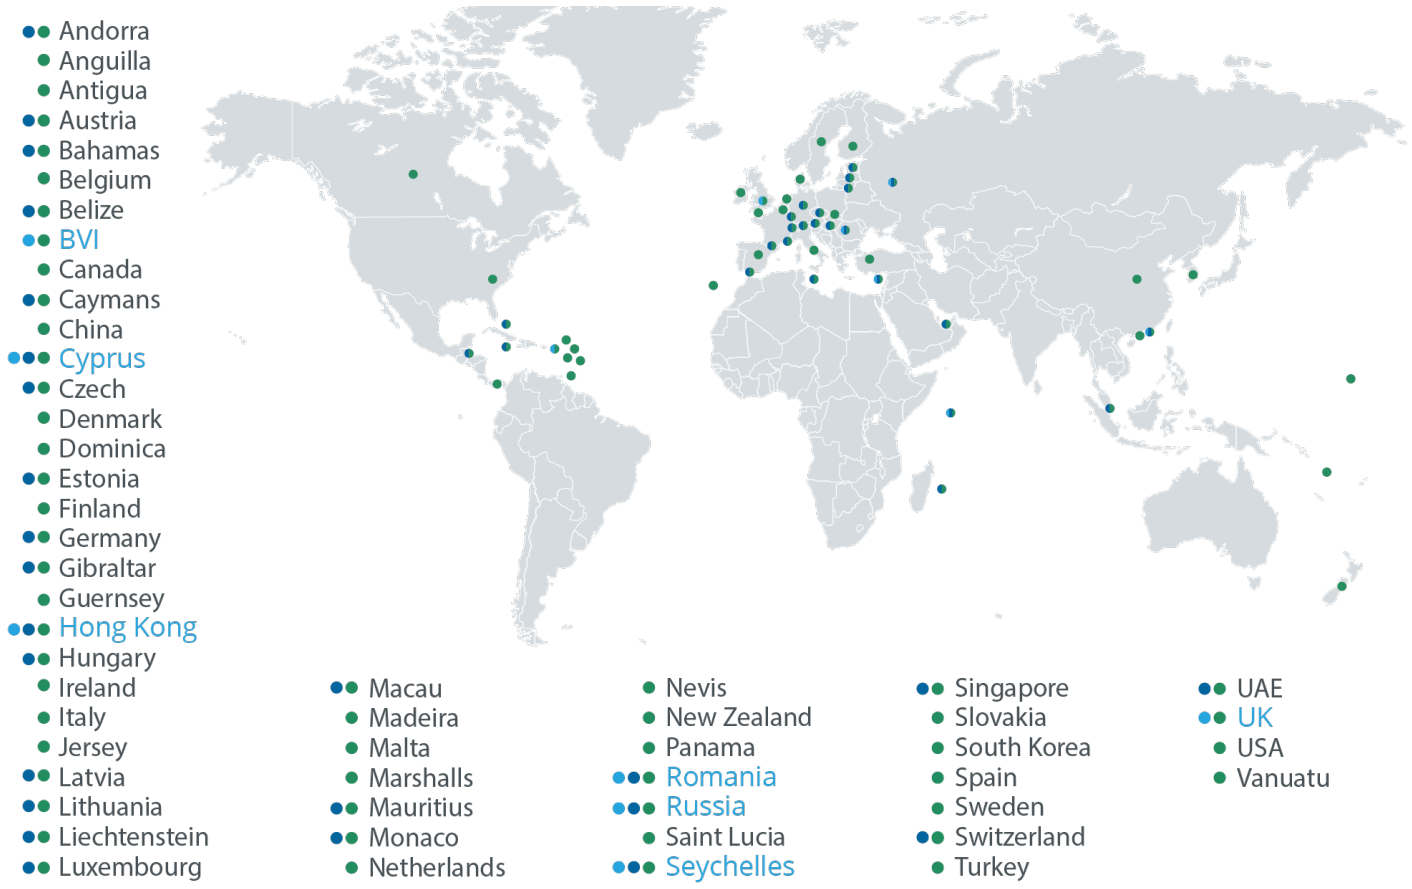 Andorra
Anguilla
Antigua
Austria
Bahamas
Belgium
Belize
BVI
Canada
Caymans
China
Cyprus
Czech
Denmark
Dominica
Estonia
Finland
Germany
Gibraltar
Guernsey
Hong Kong
Hungary
Ireland
Italy
Jersey
Latvia
Lithuania
Liechtenstein
Luxembourg
Macau
Madeira
Malta
Marshalls
Mauritius
Monaco
Netherlands
Nevis
New Zealand
Panama
Romania
Russia
Saint Lucia
Seychelles
Singapore
Slovakia
South Korea
Spain
Sweden
Switzerland
Turkey
UAE
UK
USA
Vanuatu